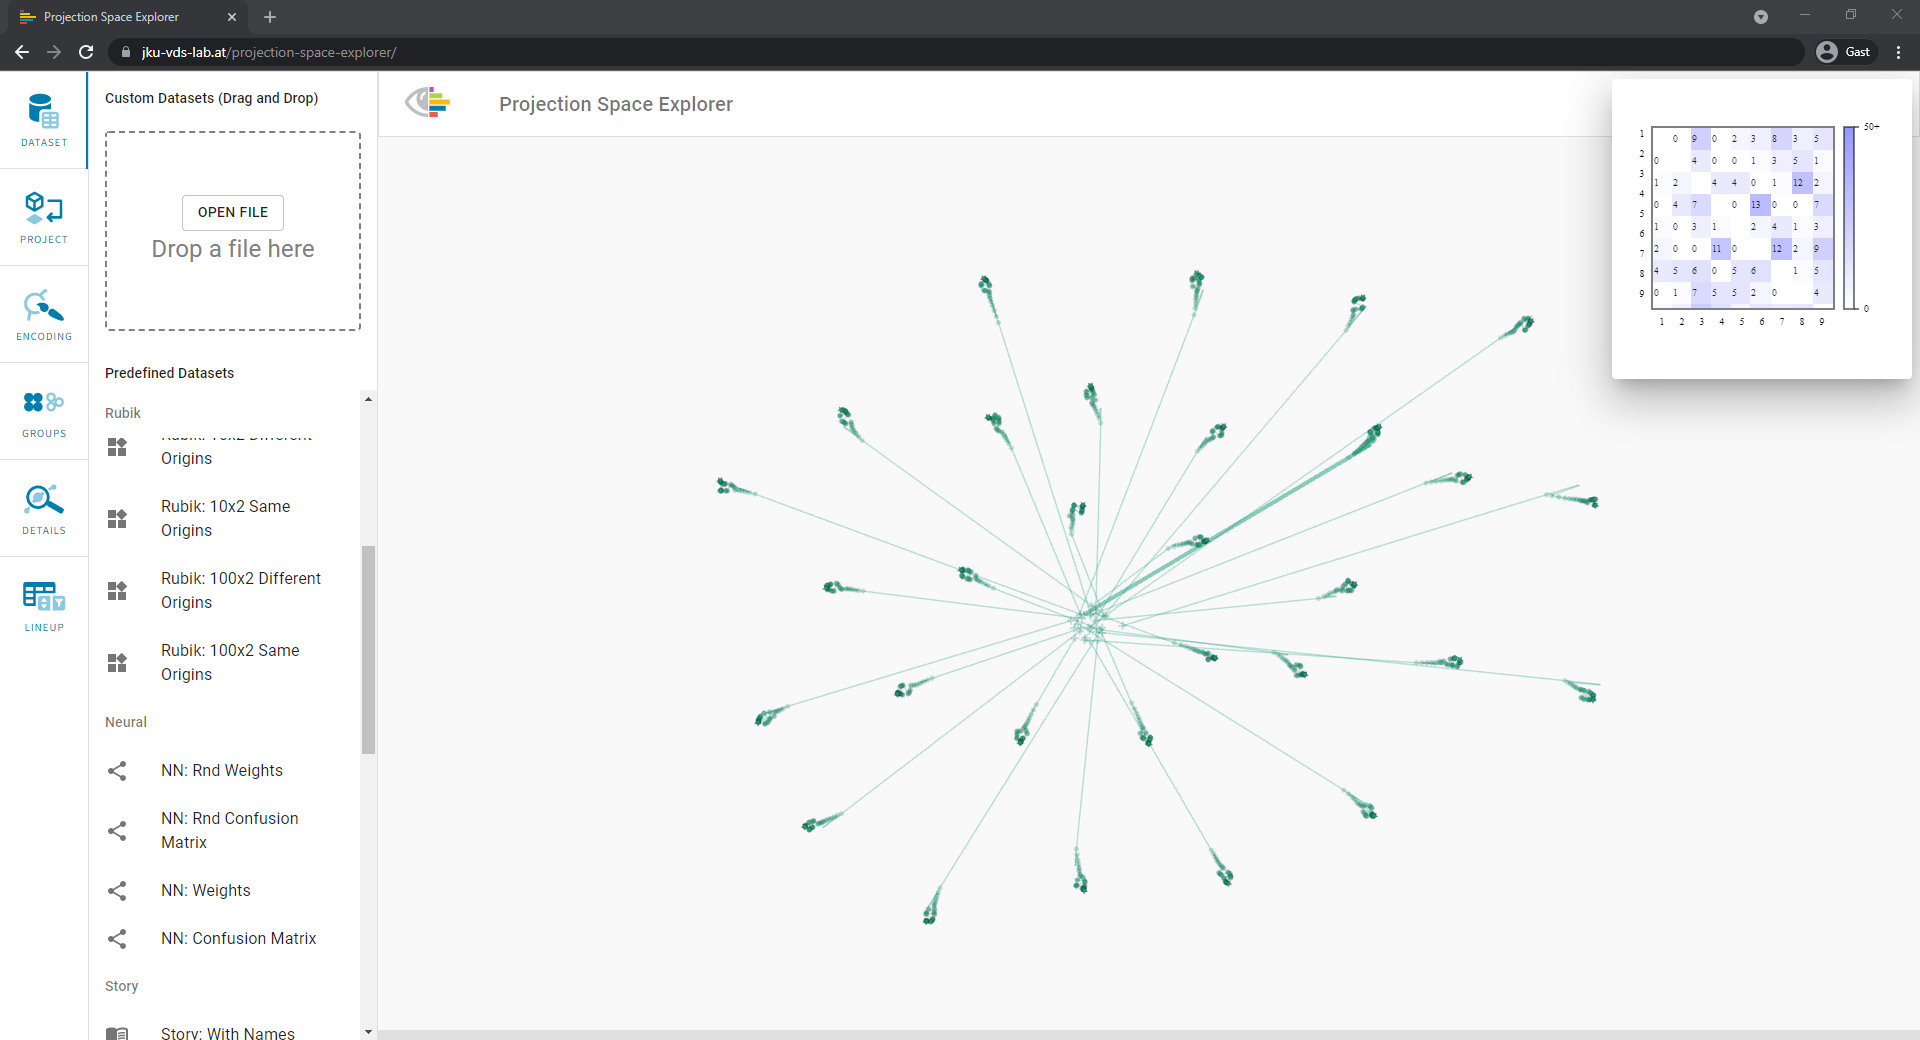 Projection Space Explorer
jku-vds-lab.at/projection-space-explorer/
Gast
DATASET
PROJECT
ENCODING
GROUPS
DETAILS
LINEUP
Custom Datasets (Drag and Drop)
OPEN FILE
Drop a file here
Predefined Datasets
Rubik
Rubik: 10x2 Different
Origins
Rubik: 10x2 Same
Origins
Rubik: 100x2 Different
Origins
Rubik: 100x2 Same
Origins
Neural
NN: Rnd Weights
NN: Rnd Confusion
Matrix
NN: Weights
NN: Confusion Matrix
Story
Story: With Names
Projection Space Explorer
1 2 3 4 5 6 7 8 9
0 9 0 2 3 8 3 5
0 4 0 0 1 3 5 1
1 2 4 4 0 1 12 2
0 4 7 0 13 0 0 7
1 0 3 1 2 4 1 3
2 0 0 11 0 12 2 9
4 5 6 0 5 6 1 5
0 1 7 5 5 2 0 4
1 2 3 4 5 6 7 8 9
50+
0